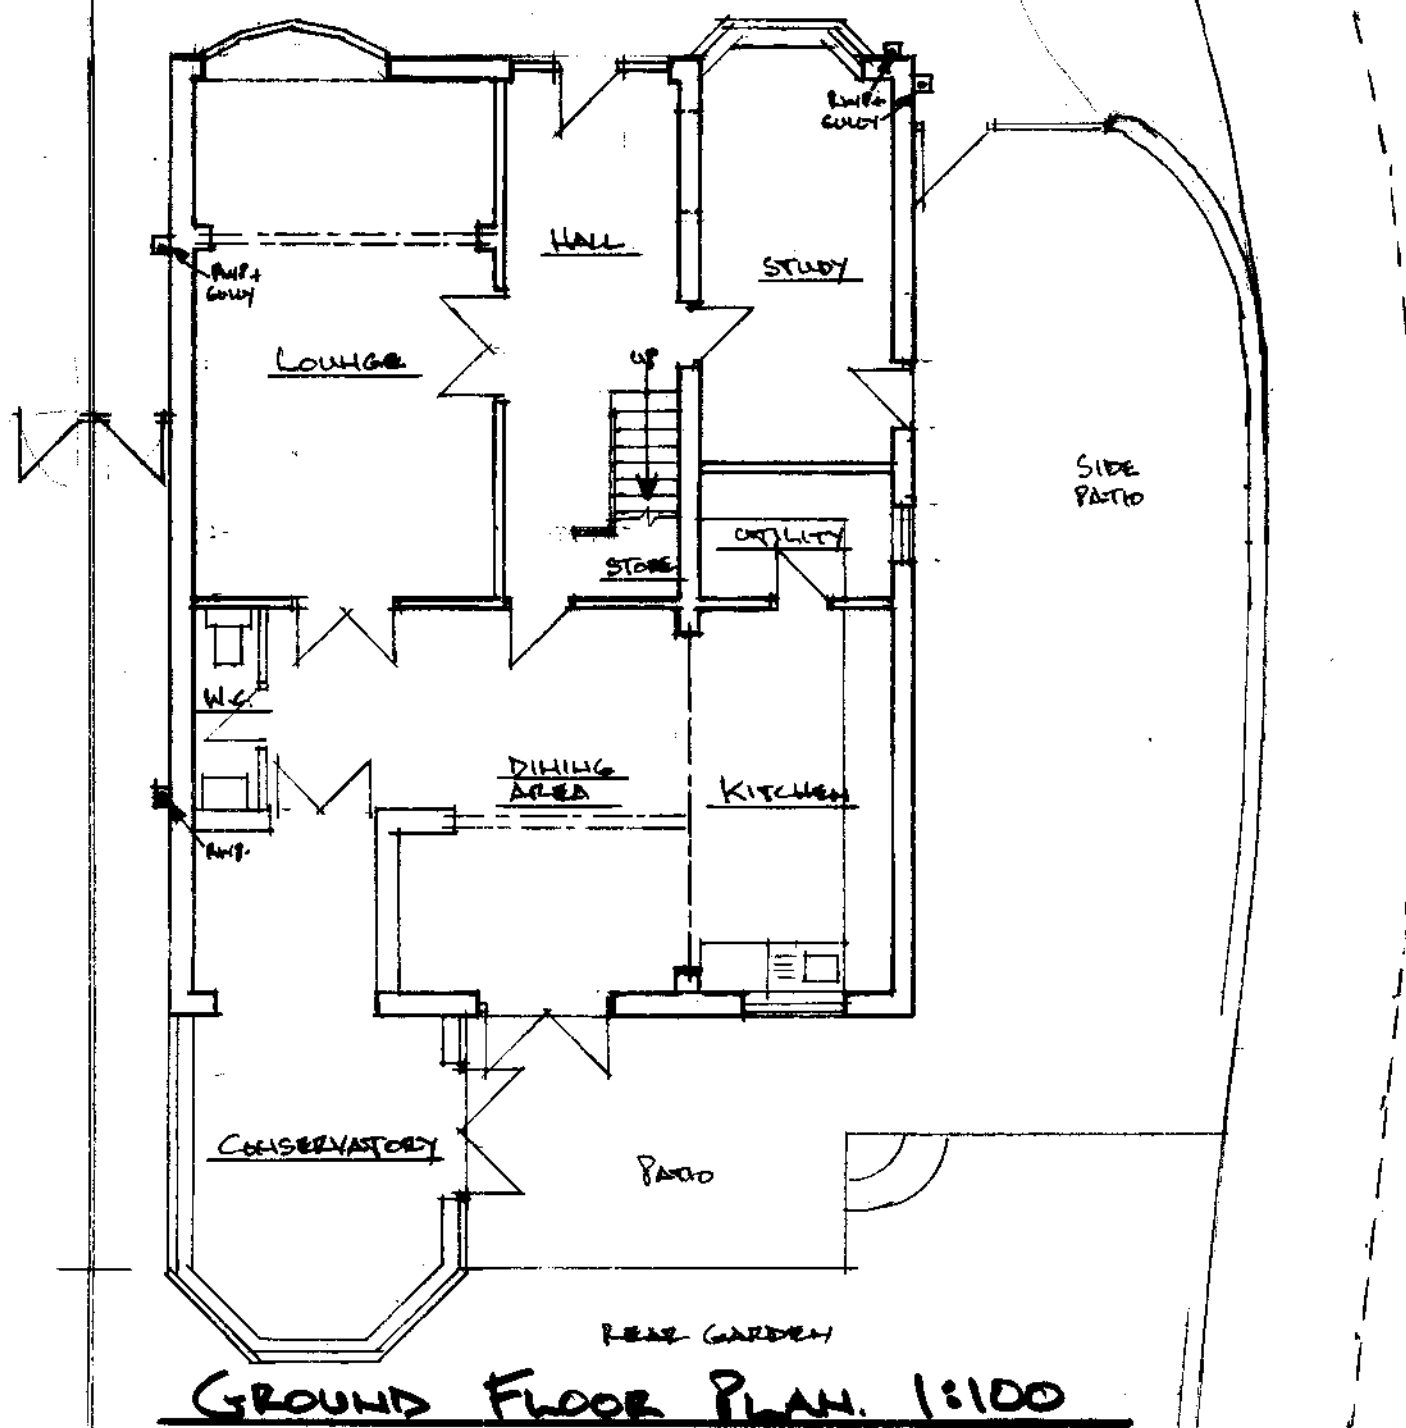 RWP+
GULLY
HALL
STUDY
RWP+
GULLY
LOUNGE
UP
SIDE
PATIO
UTILITY
STORE
W.C.
DINING
AREA
KITCHEN
RWP.
CONSERVATORY
PATIO
REAR GARDEN
GROUND FLOOR PLAN. 1:100